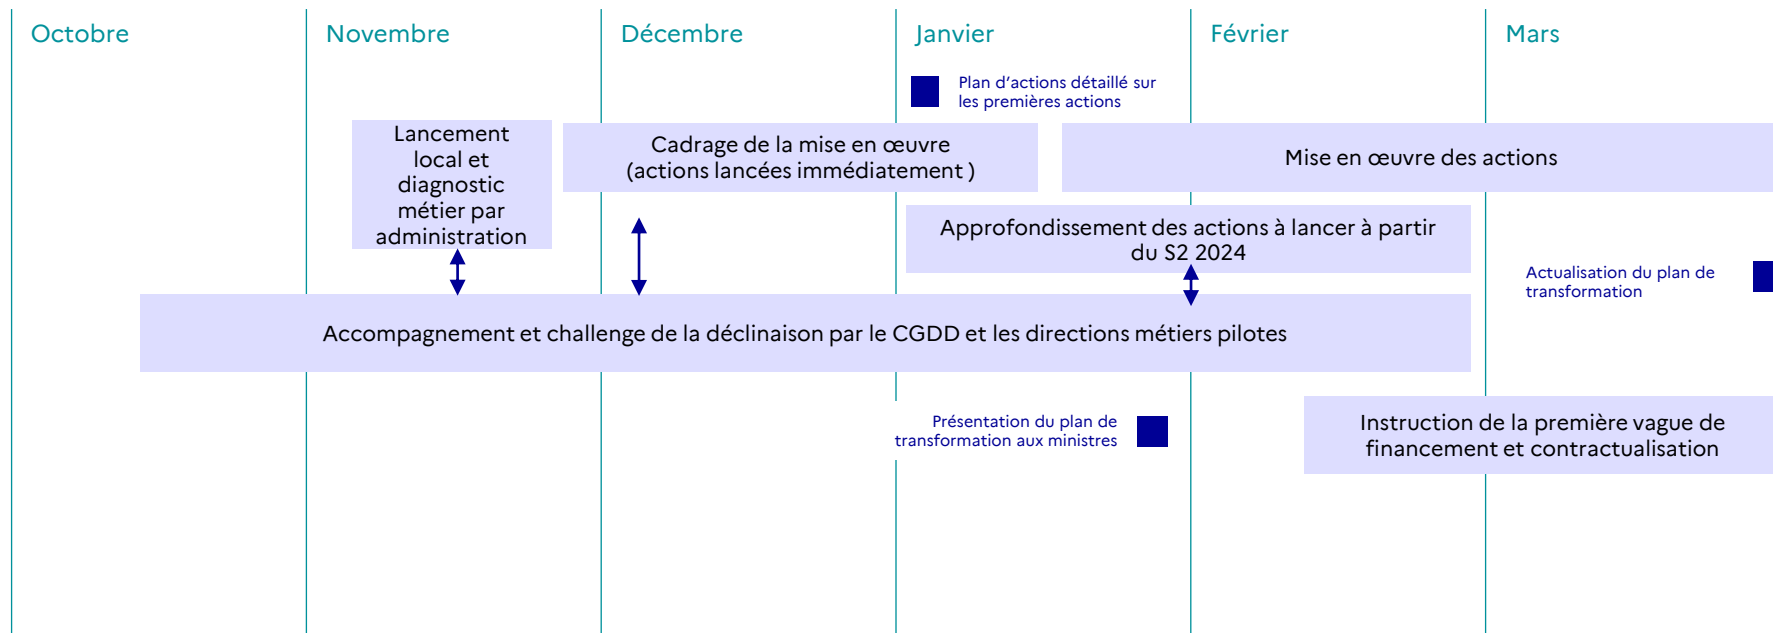 Octobre
Novembre
Décembre
Janvier
Février
Mars
Plan d'actions détaillé sur
les premières actions
Lancement
local et
diagnostic
métier par
administration
Cadrage de la mise en œuvre
(actions lancées immédiatement )
Mise en œuvre des actions
Approfondissement des actions à lancer à partir
du S2 2024
Actualisation du plan de
transformation
Accompagnement et challenge de la déclinaison par le CGDD et les directions métiers pilotes
Présentation du plan de
transformation aux ministres
Instruction de la première vague de
financement et contractualisation